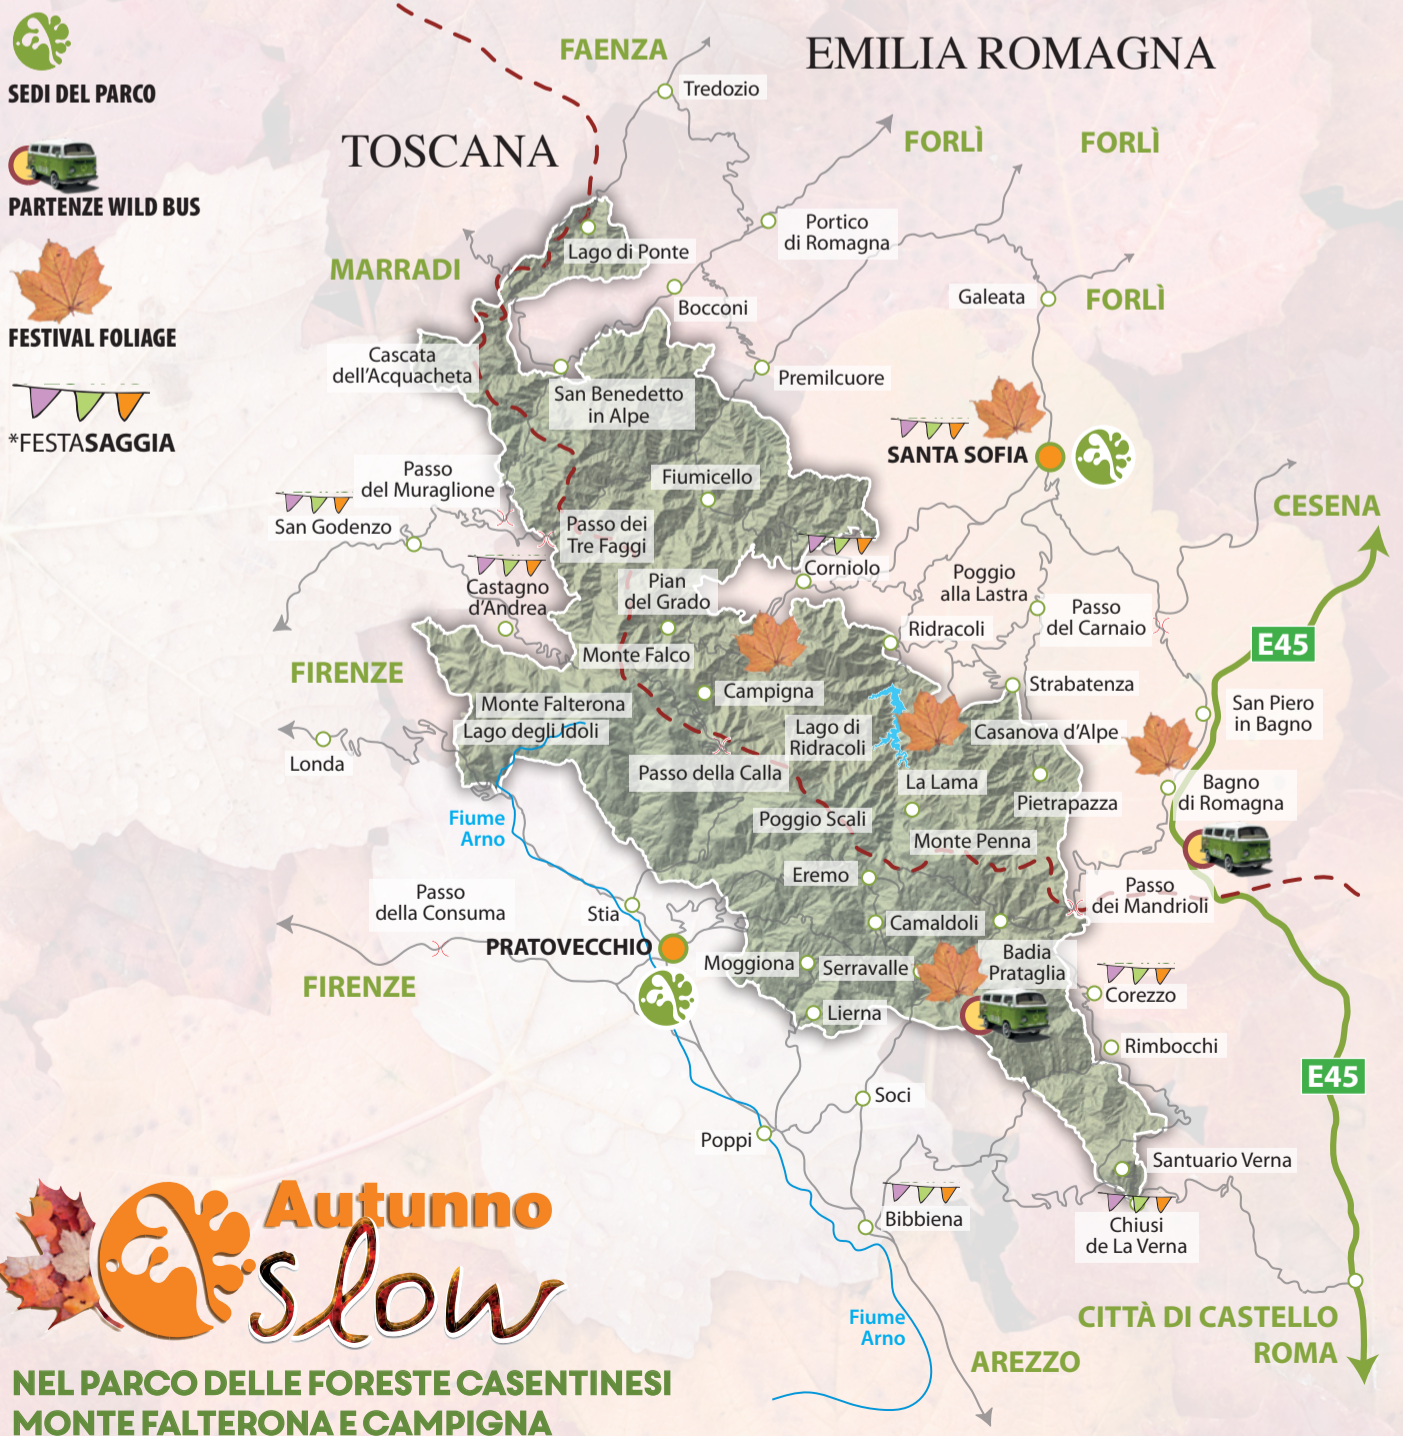 SEDI DEL PARCO
PARTENZE WILD BUS
FESTIVAL FOLIAGE
*FESTASAGGIA
EMILIA ROMAGNA
TOSCANA
FAENZA
Tredozio
FORLÌ
FORLÌ
Portico
di Romagna
Lago di Ponte
MARRADI
Bocconi
Galeata
FORLÌ
Cascata
dell'Acquacheta
San Benedetto
in Alpe
Premilcuore
SANTA SOFIA
Passo
del Muraglione
Fiumicello
San Godenzo
CESENA
Passo dei
Tre Faggi
Castagno
d'Andrea
Corniolo
Pian
del Grado
Poggio
alla Lastra
Passo
del Carnaio
Ridracoli
E45
Monte Falco
FIRENZE
Campigna
Strabatenza
Monte Falterona
Lago degli Idoli
San Piero
in Bagno
Lago di
Ridracoli
Casanova d'Alpe
Londa
Passo della Calla
La Lama
Pietrapazza
Bagno
di Romagna
Fiume
Arno
Poggio Scali
Monte Penna
Eremo
Passo
dei Mandrioli
Passo
della Consuma
Stia
Camaldoli
PRATOVECCHIO
Moggiona
Serravalle
Badia
Prataglia
FIRENZE
Corezzo
Lierna
Rimbocchi
E45
Soci
Poppi
Santuario Verna
Bibbiena
Chiusi
de La Verna
Fiume
Arno
CITTÀ DI CASTELLO
ROMA
AREZZO
Autunno
slow
NEL PARCO DELLE FORESTE CASENTINESI
MONTE FALTERONA E CAMPIGNA